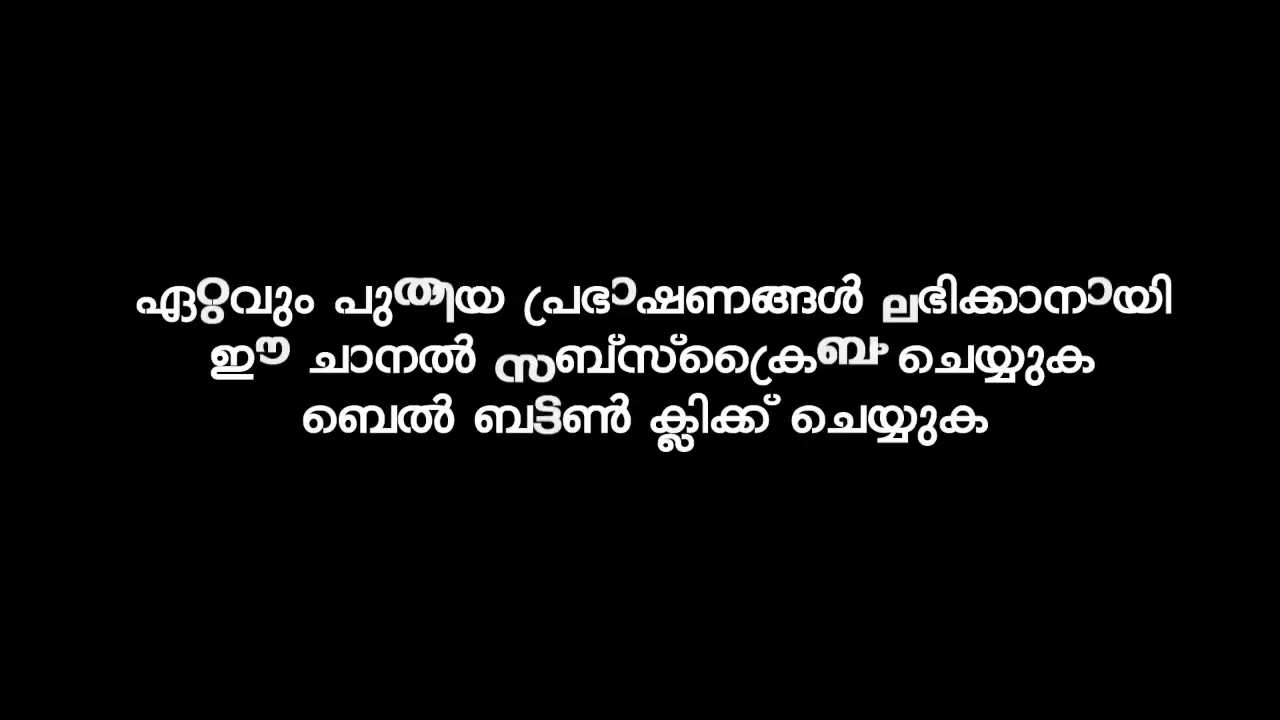 ഏറ്റവും പുതിയ പ്രഭാഷണങ്ങൾ ലഭിക്കാനായി
ഈ ചാനൽ സബ്സ്ക്രൈബ് ചെയ്യുക
ബെൽ ബട്ടൺ ക്ലിക്ക് ചെയ്യുക